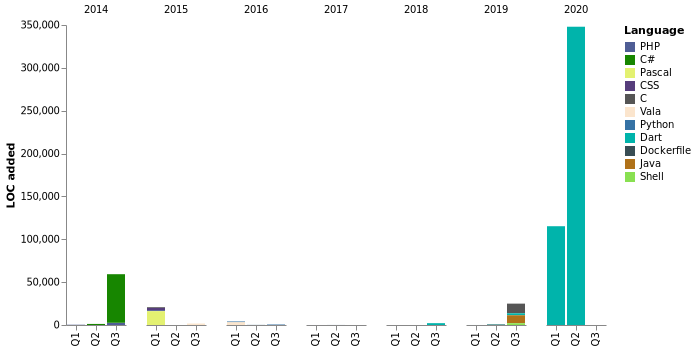 2014 2015 2016 2017 2018 2019 2020
Language
PHP
C#
Pascal
CSS
C
Vala
Python
Dart
Dockerfile
Java
Shell
LOC added
350,000
300,000
250,000
200,000
150,000
100,000
50,000
0
Q1 Q2 Q3 Q1 Q2 Q3 Q1 Q2 Q3 Q1 Q2 Q3 Q1 Q2 Q3 Q1 Q2 Q3 Q1 Q2 Q3